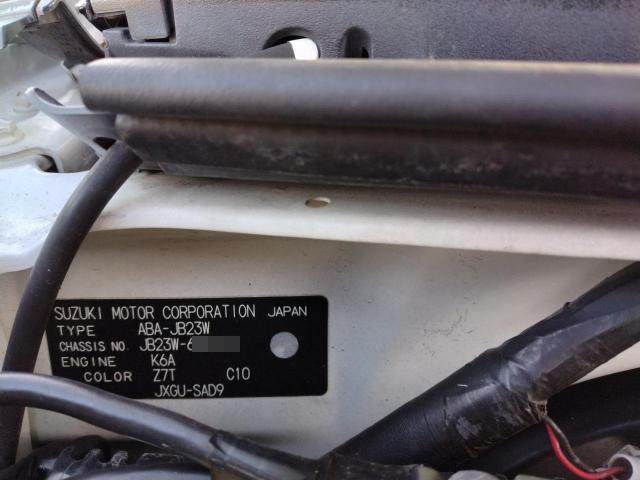 SUZUKI MOTOR CORPORATION JAPAN
TYPE ABA-JB23W
CHASSIS NO. JB23W-6
ENGINE K6A
COLOR Z7T C10
JXGU-SAD9